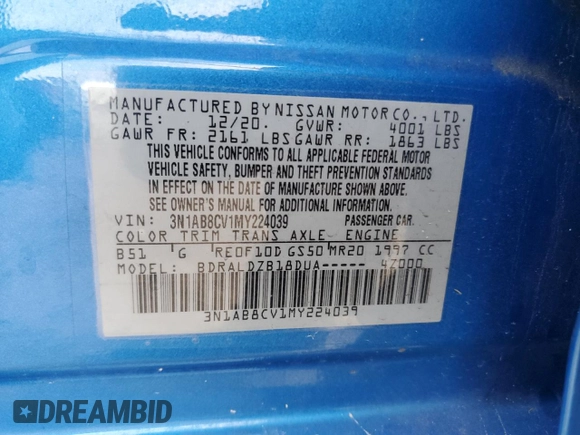 MANUFACTURED BY NISSAN MOTOR CO., LTD.
DATE: 12/20. GVWR: 4001 LBS
GAWR FR: 2161 LBS GAWR RR: 1863 LBS
THIS VEHICLE CONFORMS TO ALL APPLICABLE FEDERAL MOTOR
VEHICLE SAFETY, BUMPER AND THEFT PREVENTION STANDARDS
IN EFFECT ON THE DATE OF MANUFACTURE SHOWN ABOVE.
SEE OWNER'S MANUAL FOR ADDITIONAL INFORMATION.
VIN: 3N1AB8CV1MY224039 PASSENGER CAR.
COLOR TRIM TRANS AXLE ENGINE
B51 G RE0F10D GS50 MR20 1997 CC
MODEL: BDRALDZB18DUA----- 4Z000
3N1AB8CV1MY224039
DREAMBID